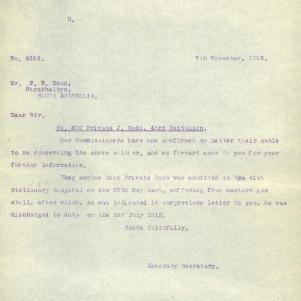 H.
No. 6353.
7th November, 1918.
Mr. F. W. Dodd,
Strathalbyn,
SOUTH AUSTRALIA.
Dear Sir,
No. 870 Private J. Dodd, 43rd Battalion.
Our Commissioners have now confirmed by letter their cable
to us concerning the above soldier, and we forward same to you for your
further information.
They advise that Private Dodd was admitted to the 41st
Stationary Hospital on the 27th May last, suffering from mustard gas
shell, after which, as was indicated in our previous letter to you, he was
discharged to duty on the 2nd July 1918.
Yours faithfully,
Honorary Secretary.